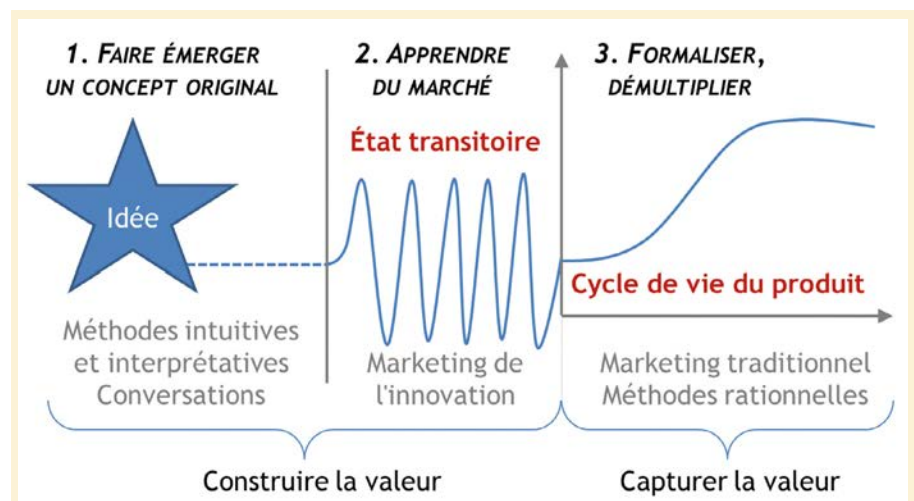 1. FAIRE ÉMERGER
UN CONCEPT ORIGINAL
2. APPRENDRE
DU MARCHÉ
3. FORMALISER,
DÉMULTIPLIER
État transitoire
Idée
Cycle de vie du produit
Méthodes intuitives
et interprétatives
Conversations
Marketing de
l'innovation
Marketing traditionnel
Méthodes rationnelles
Construire la valeur
Capturer la valeur